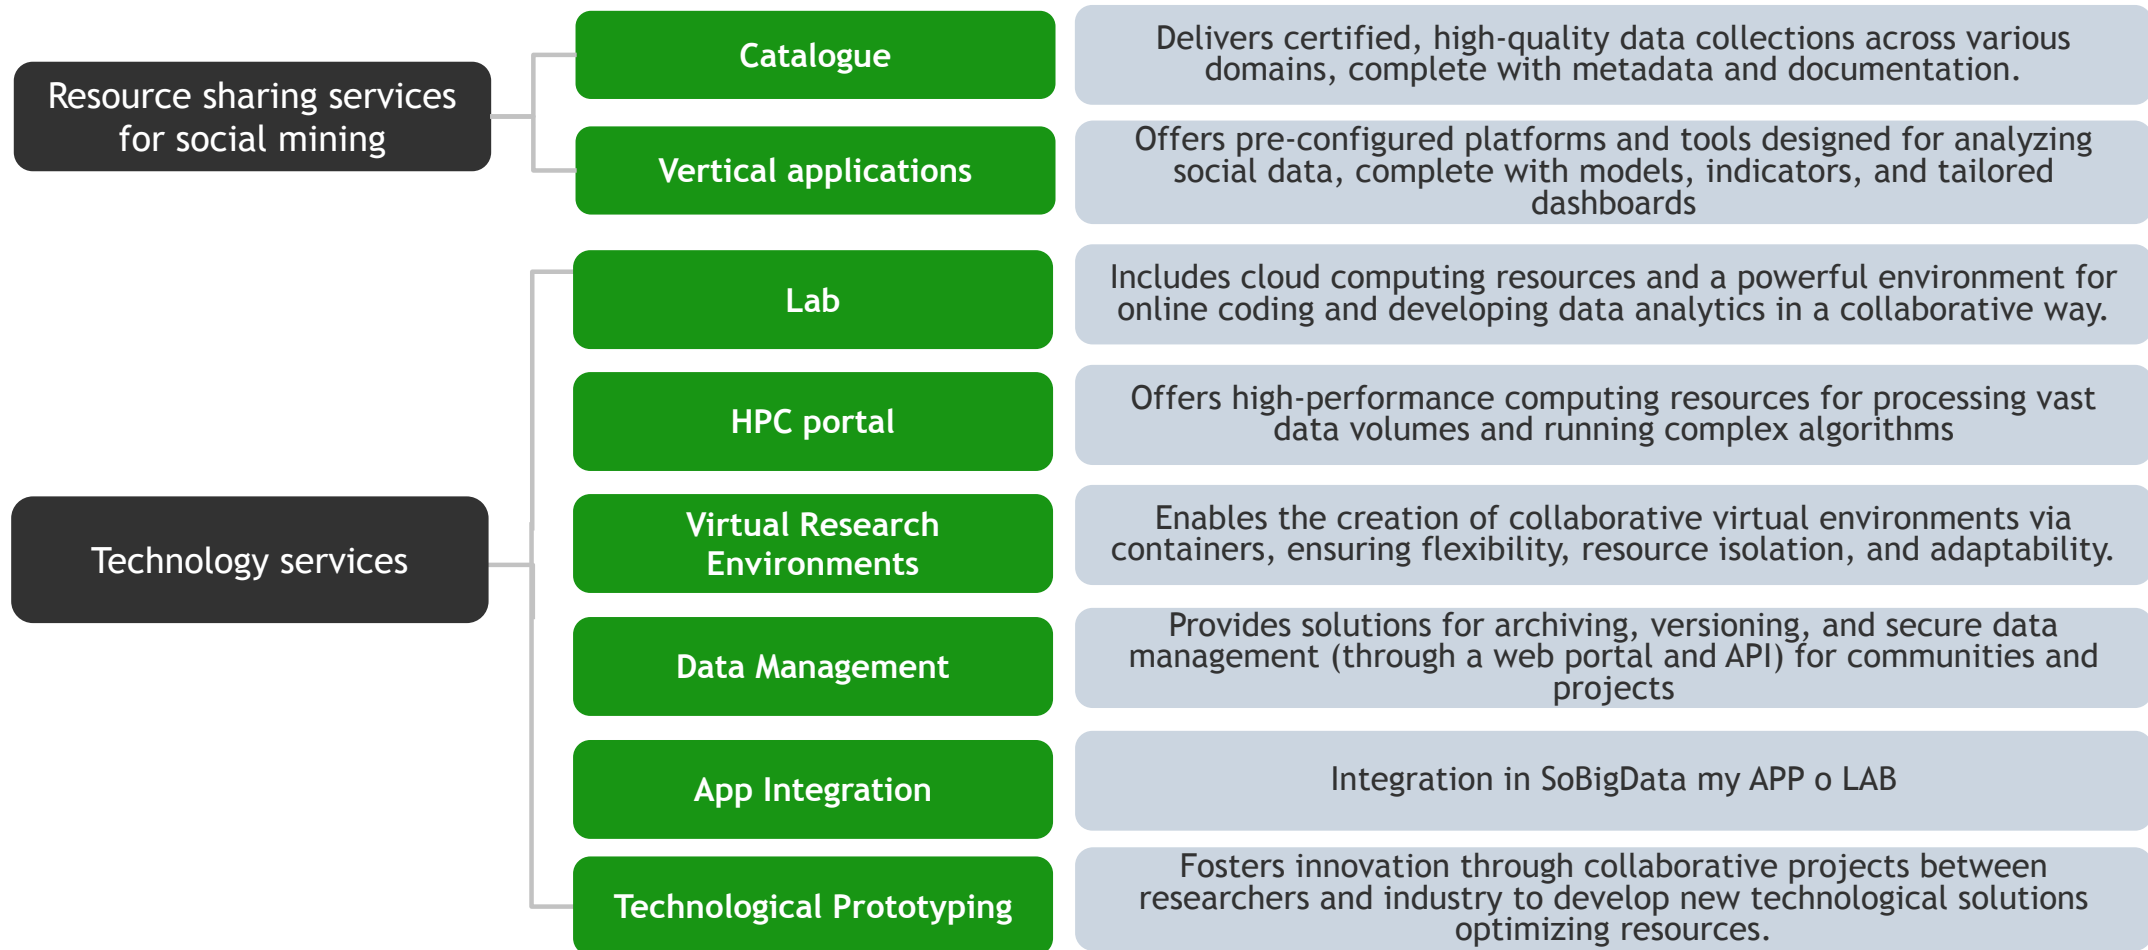 Resource sharing services
for social mining
Catalogue
Delivers certified, high-quality data collections across various
domains, complete with metadata and documentation.
Vertical applications
Offers pre-configured platforms and tools designed for analyzing
social data, complete with models, indicators, and tailored
dashboards
Technology services
Lab
Includes cloud computing resources and a powerful environment for
online coding and developing data analytics in a collaborative way.
HPC portal
Offers high-performance computing resources for processing vast
data volumes and running complex algorithms
Virtual Research
Environments
Enables the creation of collaborative virtual environments via
containers, ensuring flexibility, resource isolation, and adaptability.
Data Management
Provides solutions for archiving, versioning, and secure data
management (through a web portal and API) for communities and
projects
App Integration
Integration in SoBigData my APP o LAB
Technological Prototyping
Fosters innovation through collaborative projects between
researchers and industry to develop new technological solutions
optimizing resources.